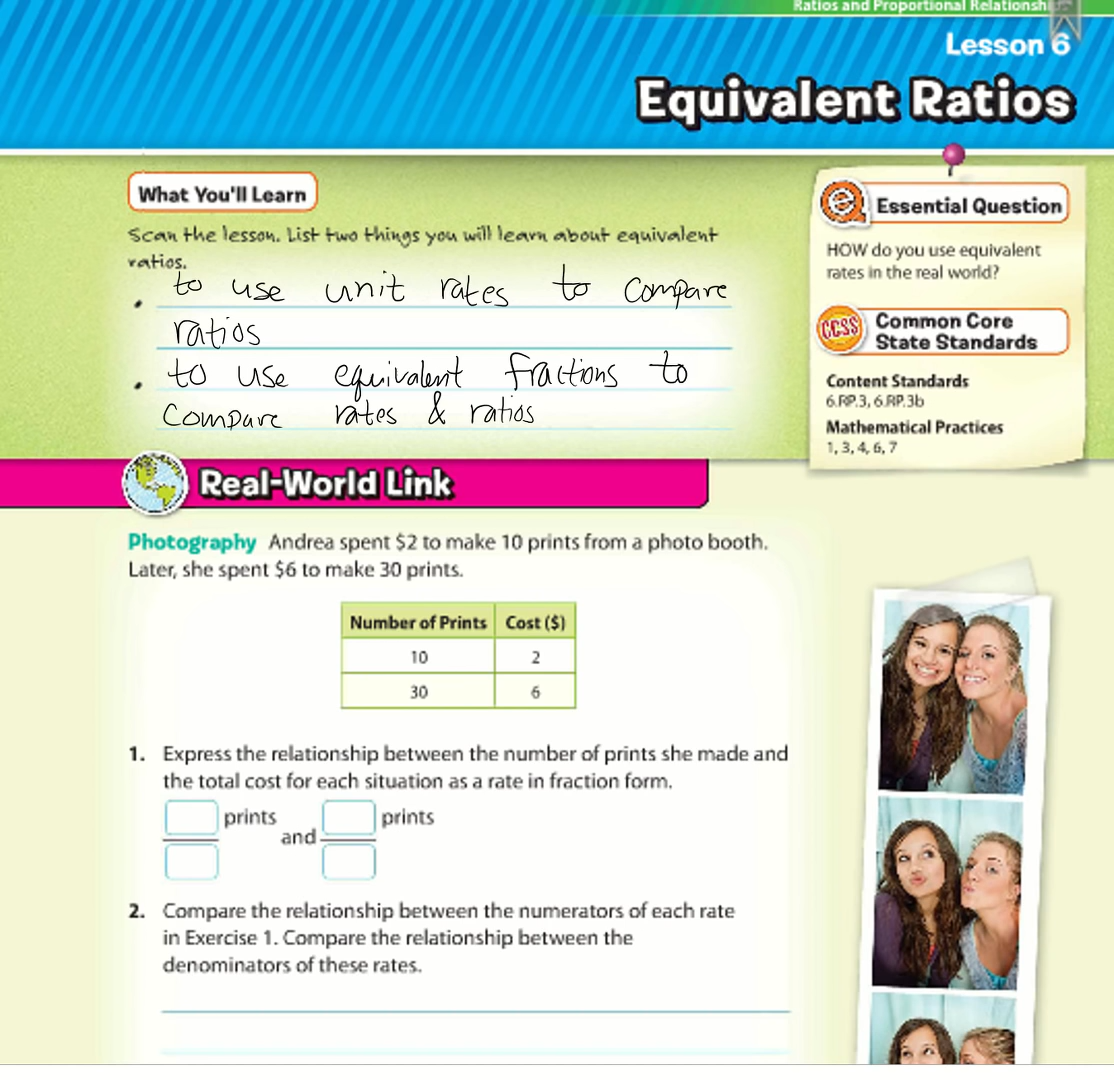 Ratios and Proportional Relationshi
Lesson 6
Equivalent Ratios
What You'll Learn
Scan the lesson. List two things you will learn about equivalent
ratios.
• to use unit rates to compare
ratios
• to use equivalent fractions to
compare rates & ratios
Essential Question
HOW do you use equivalent
rates in the real world?
CCSS
Common Core
State Standards
Content Standards
6.RP.3, 6.RP.3b
Mathematical Practices
1, 3, 4, 6, 7
Real-World Link
Photography Andrea spent $2 to make 10 prints from a photo booth.
Later, she spent $6 to make 30 prints.
Number of Prints Cost ($)
10 2
30 6
1. Express the relationship between the number of prints she made and
the total cost for each situation as a rate in fraction form.
prints and prints
2. Compare the relationship between the numerators of each rate
in Exercise 1. Compare the relationship between the
denominators of these rates.